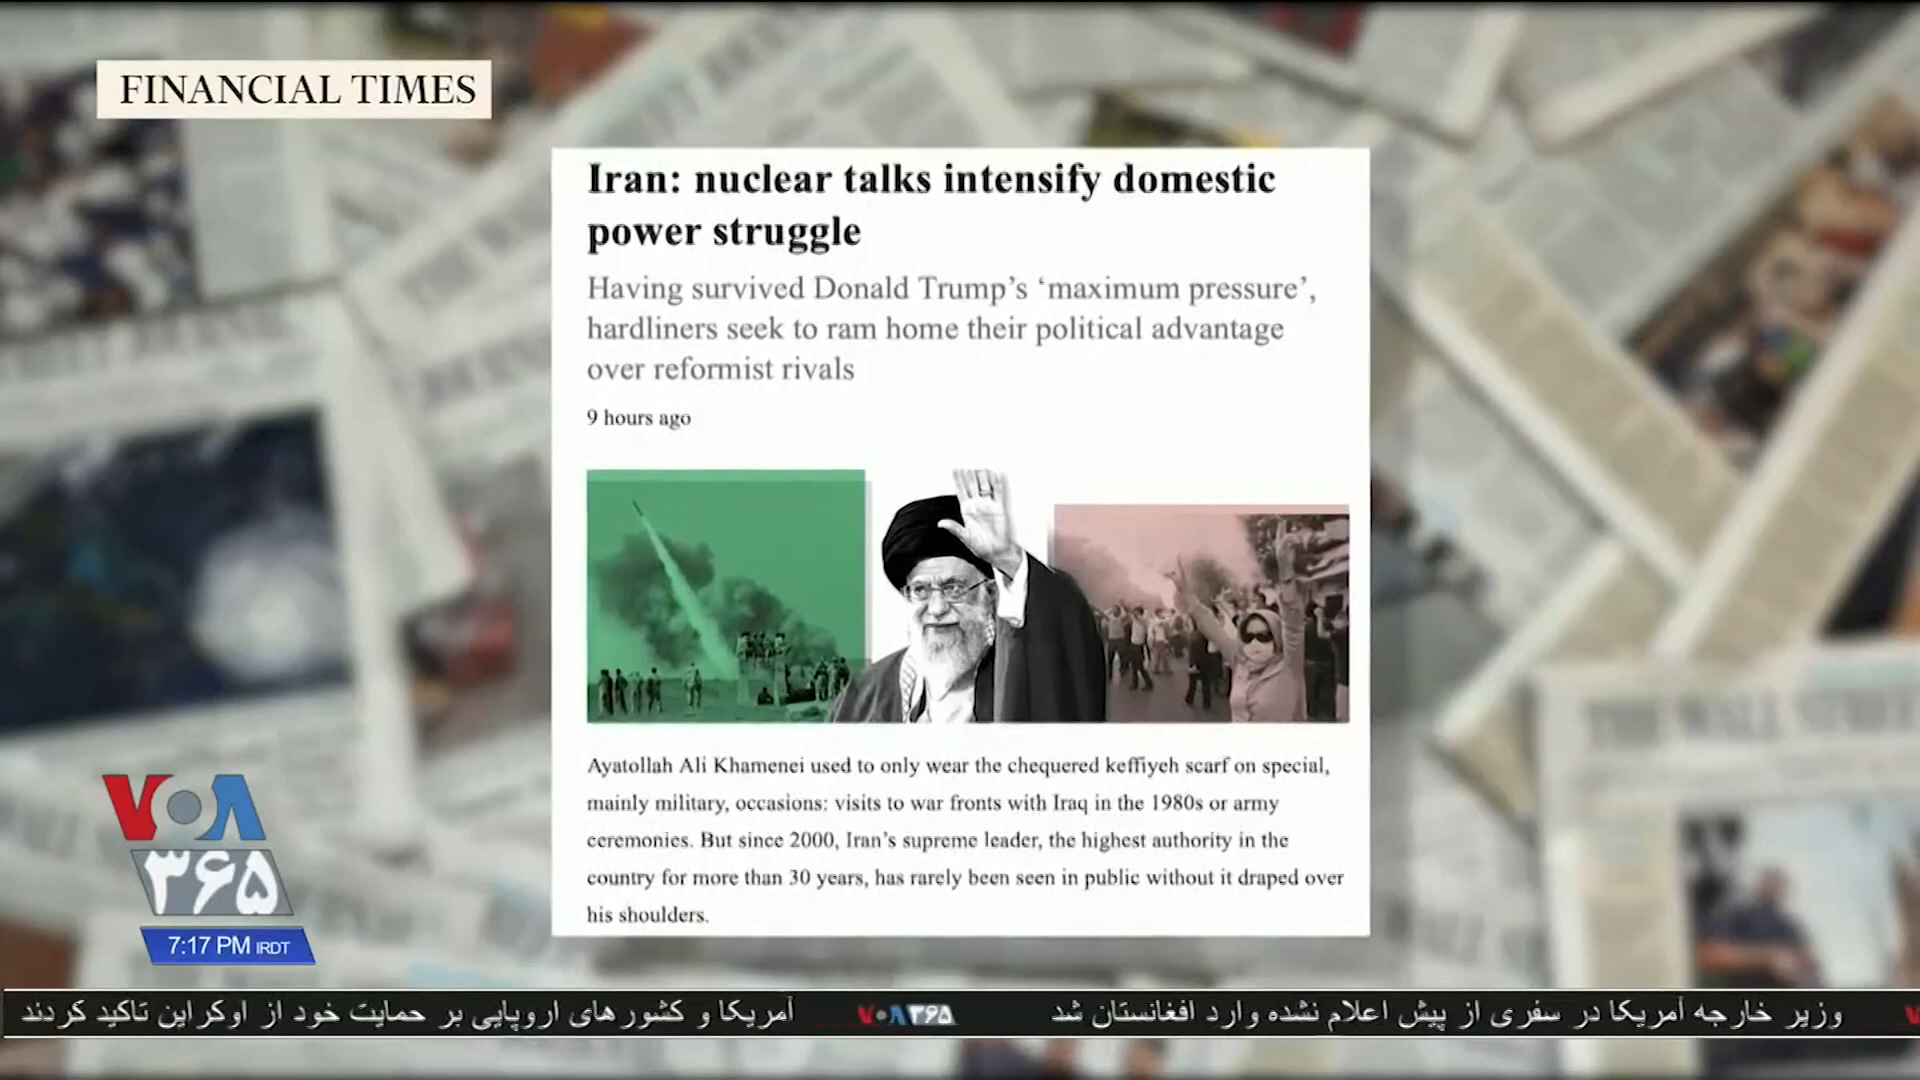 FINANCIAL TIMES
Iran: nuclear talks intensify domestic
power struggle
Having survived Donald Trump's ‘maximum pressure’,
hardliners seek to ram home their political advantage
over reformist rivals
9 hours ago
Ayatollah Ali Khamenei used to only wear the chequered keffiyeh scarf on special,
mainly military, occasions: visits to war fronts with Iraq in the 1980s or army
ceremonies. But since 2000, Iran's supreme leader, the highest authority in the
country for more than 30 years, has rarely been seen in public without it draped over
his shoulders.
VOA
۳۶۵
7:17 PM IRDT
وزیر خارجه آمریکا در سفری از پیش اعلام نشده وارد افغانستان شد VOA۳۶۵ آمریکا و کشورهای اروپایی بر حمایت خود از اوکراین تاکید کردند